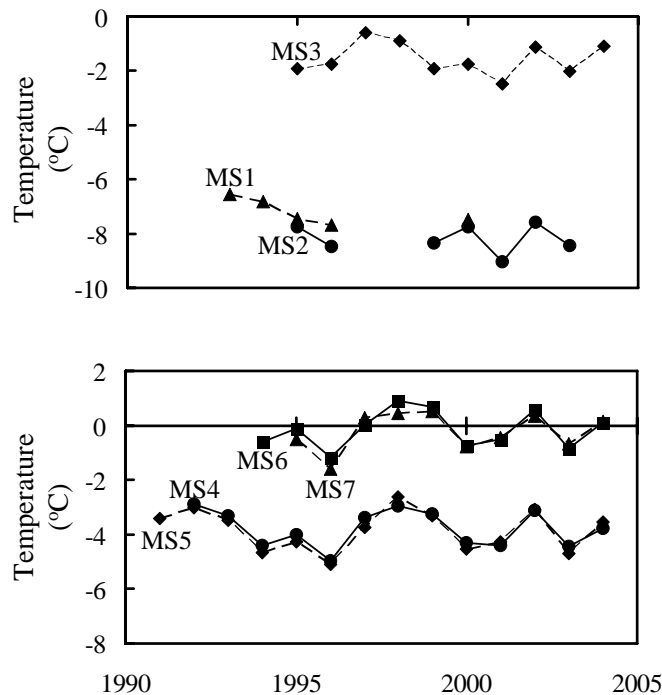 0
MS3
-2
-4
Temperature
(ºC)
-6
MS1
-8
MS2
-10
2
0
MS6
-2
MS4
MS7
Temperature
(ºC)
-4
MS5
-6
-8
1990
1995
2000
2005